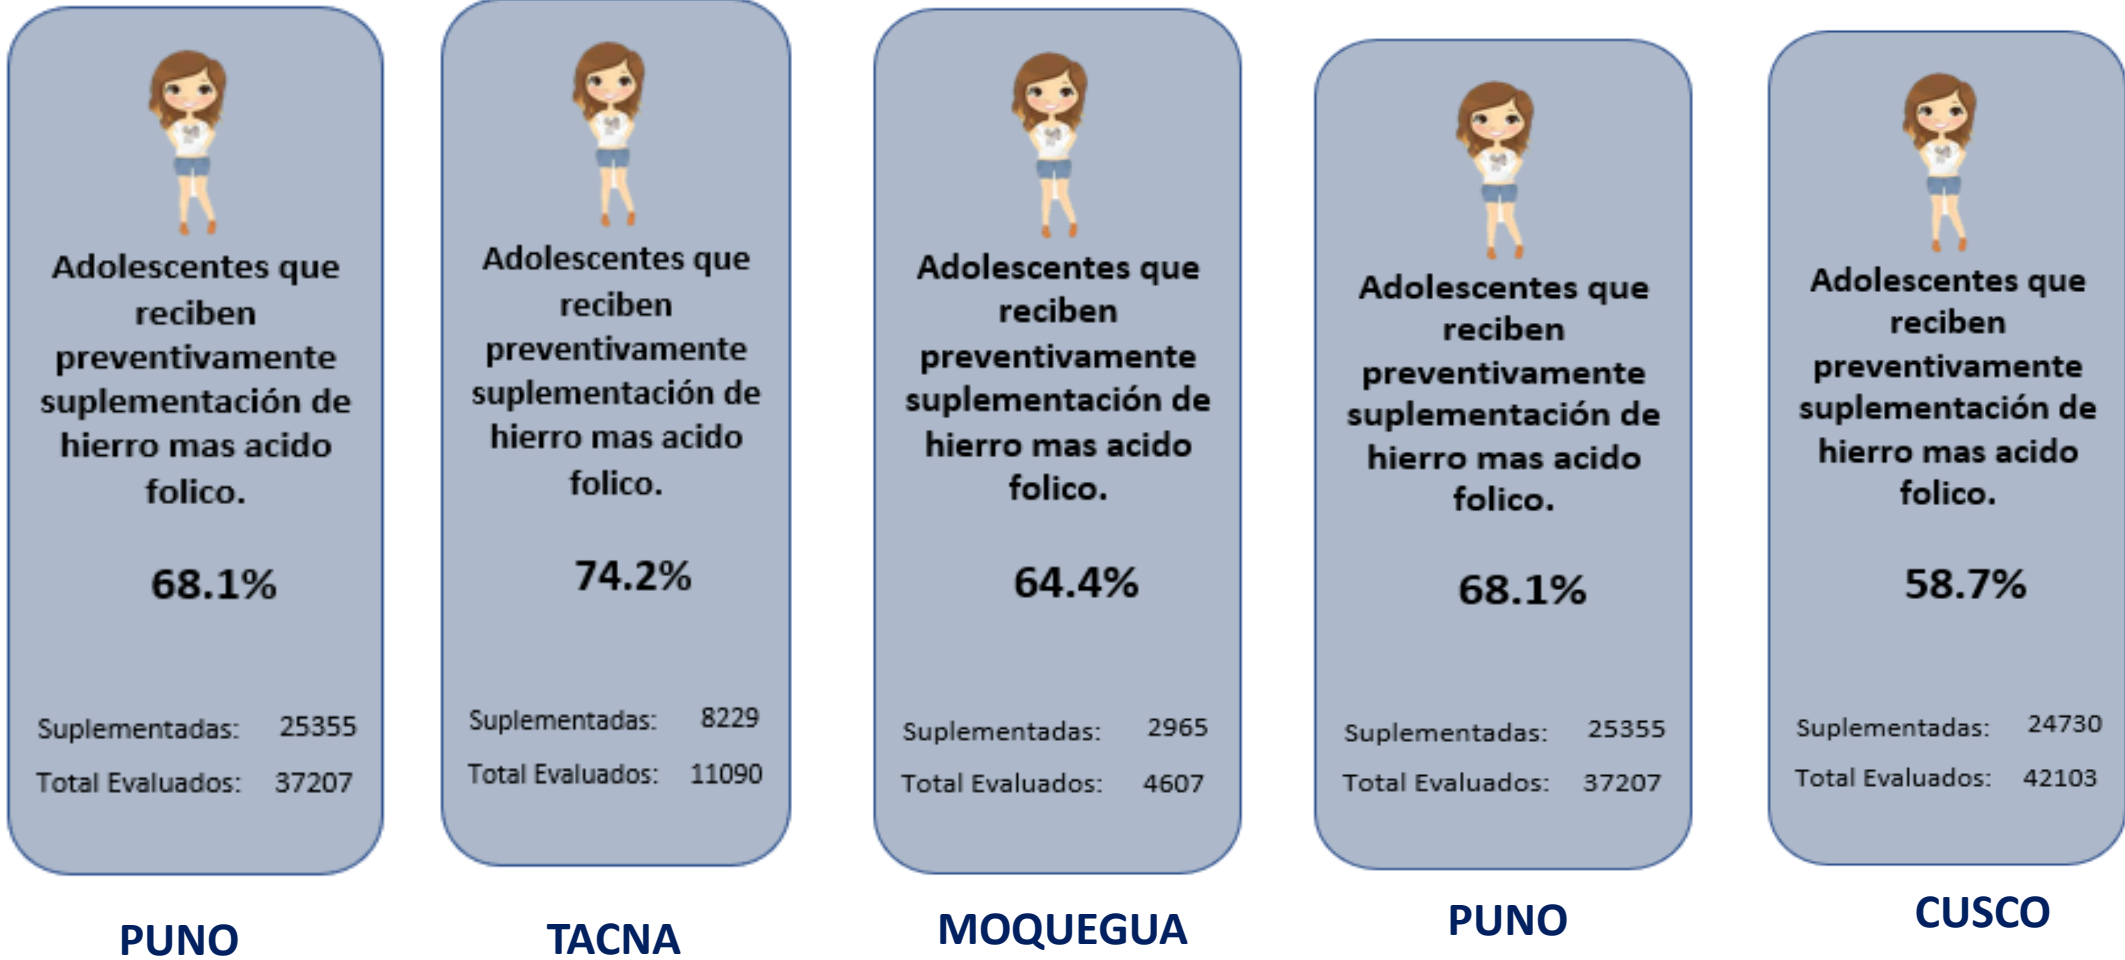 Adolescentes que
reciben
preventivamente
suplementación de
hierro mas acido
folico.
68.1%
Suplementadas: 25355
Total Evaluados: 37207
PUNO
Adolescentes que
reciben
preventivamente
suplementación de
hierro mas acido
folico.
74.2%
Suplementadas: 8229
Total Evaluados: 11090
TACNA
Adolescentes que
reciben
preventivamente
suplementación de
hierro mas acido
folico.
64.4%
Suplementadas: 2965
Total Evaluados: 4607
MOQUEGUA
Adolescentes que
reciben
preventivamente
suplementación de
hierro mas acido
folico.
68.1%
Suplementadas: 25355
Total Evaluados: 37207
PUNO
Adolescentes que
reciben
preventivamente
suplementación de
hierro mas acido
folico.
58.7%
Suplementadas: 24730
Total Evaluados: 42103
CUSCO